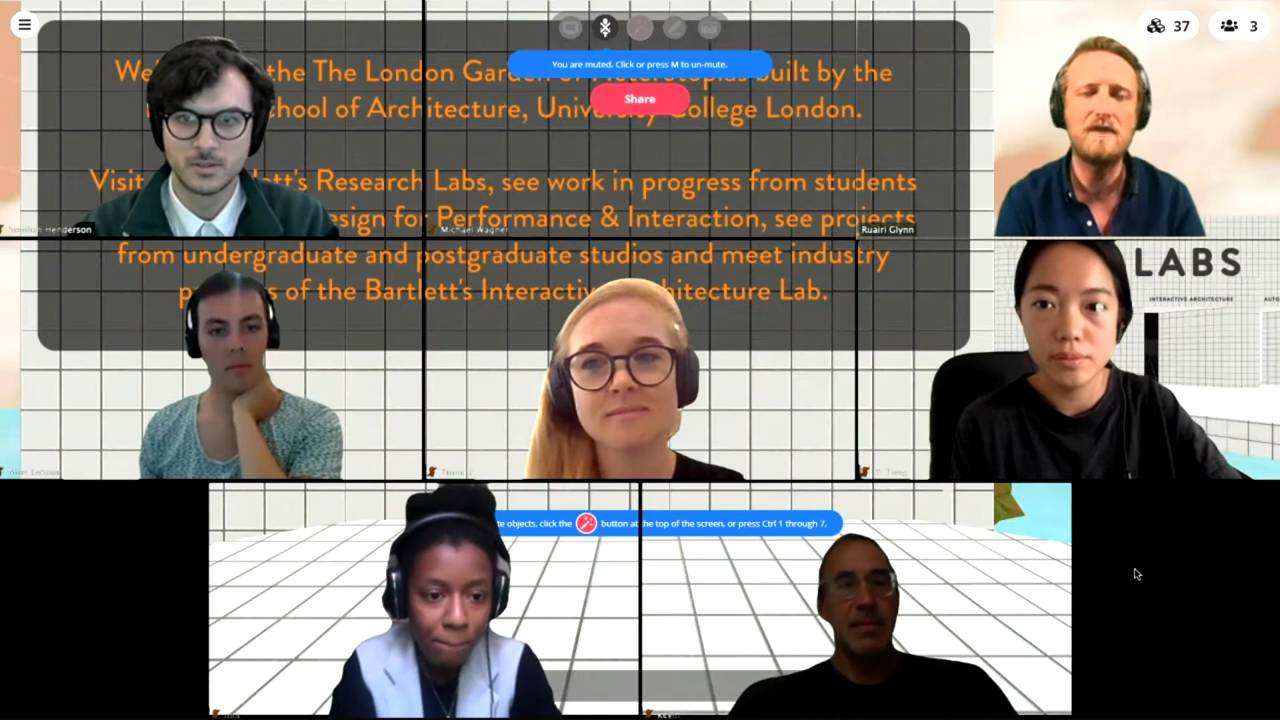 37
3
You are muted. Click or press M to un-mute.
Share
the The London Garden of Heterotopias built by the
chool of Architecture, University College London.
Visit Research Labs, see work in progress from students
esign for Performance & Interaction, see projects
from undergraduate and postgraduate studios and meet industry
s of the Bartlett's Interactive Architecture Lab.
Henderson
Michael Wagner
Ruairi Glynn
LABS
INTERACTIVE ARCHITECTURE
AUTO
te objects, click the button at the top of the screen, or press Ctrl 1 through 7.